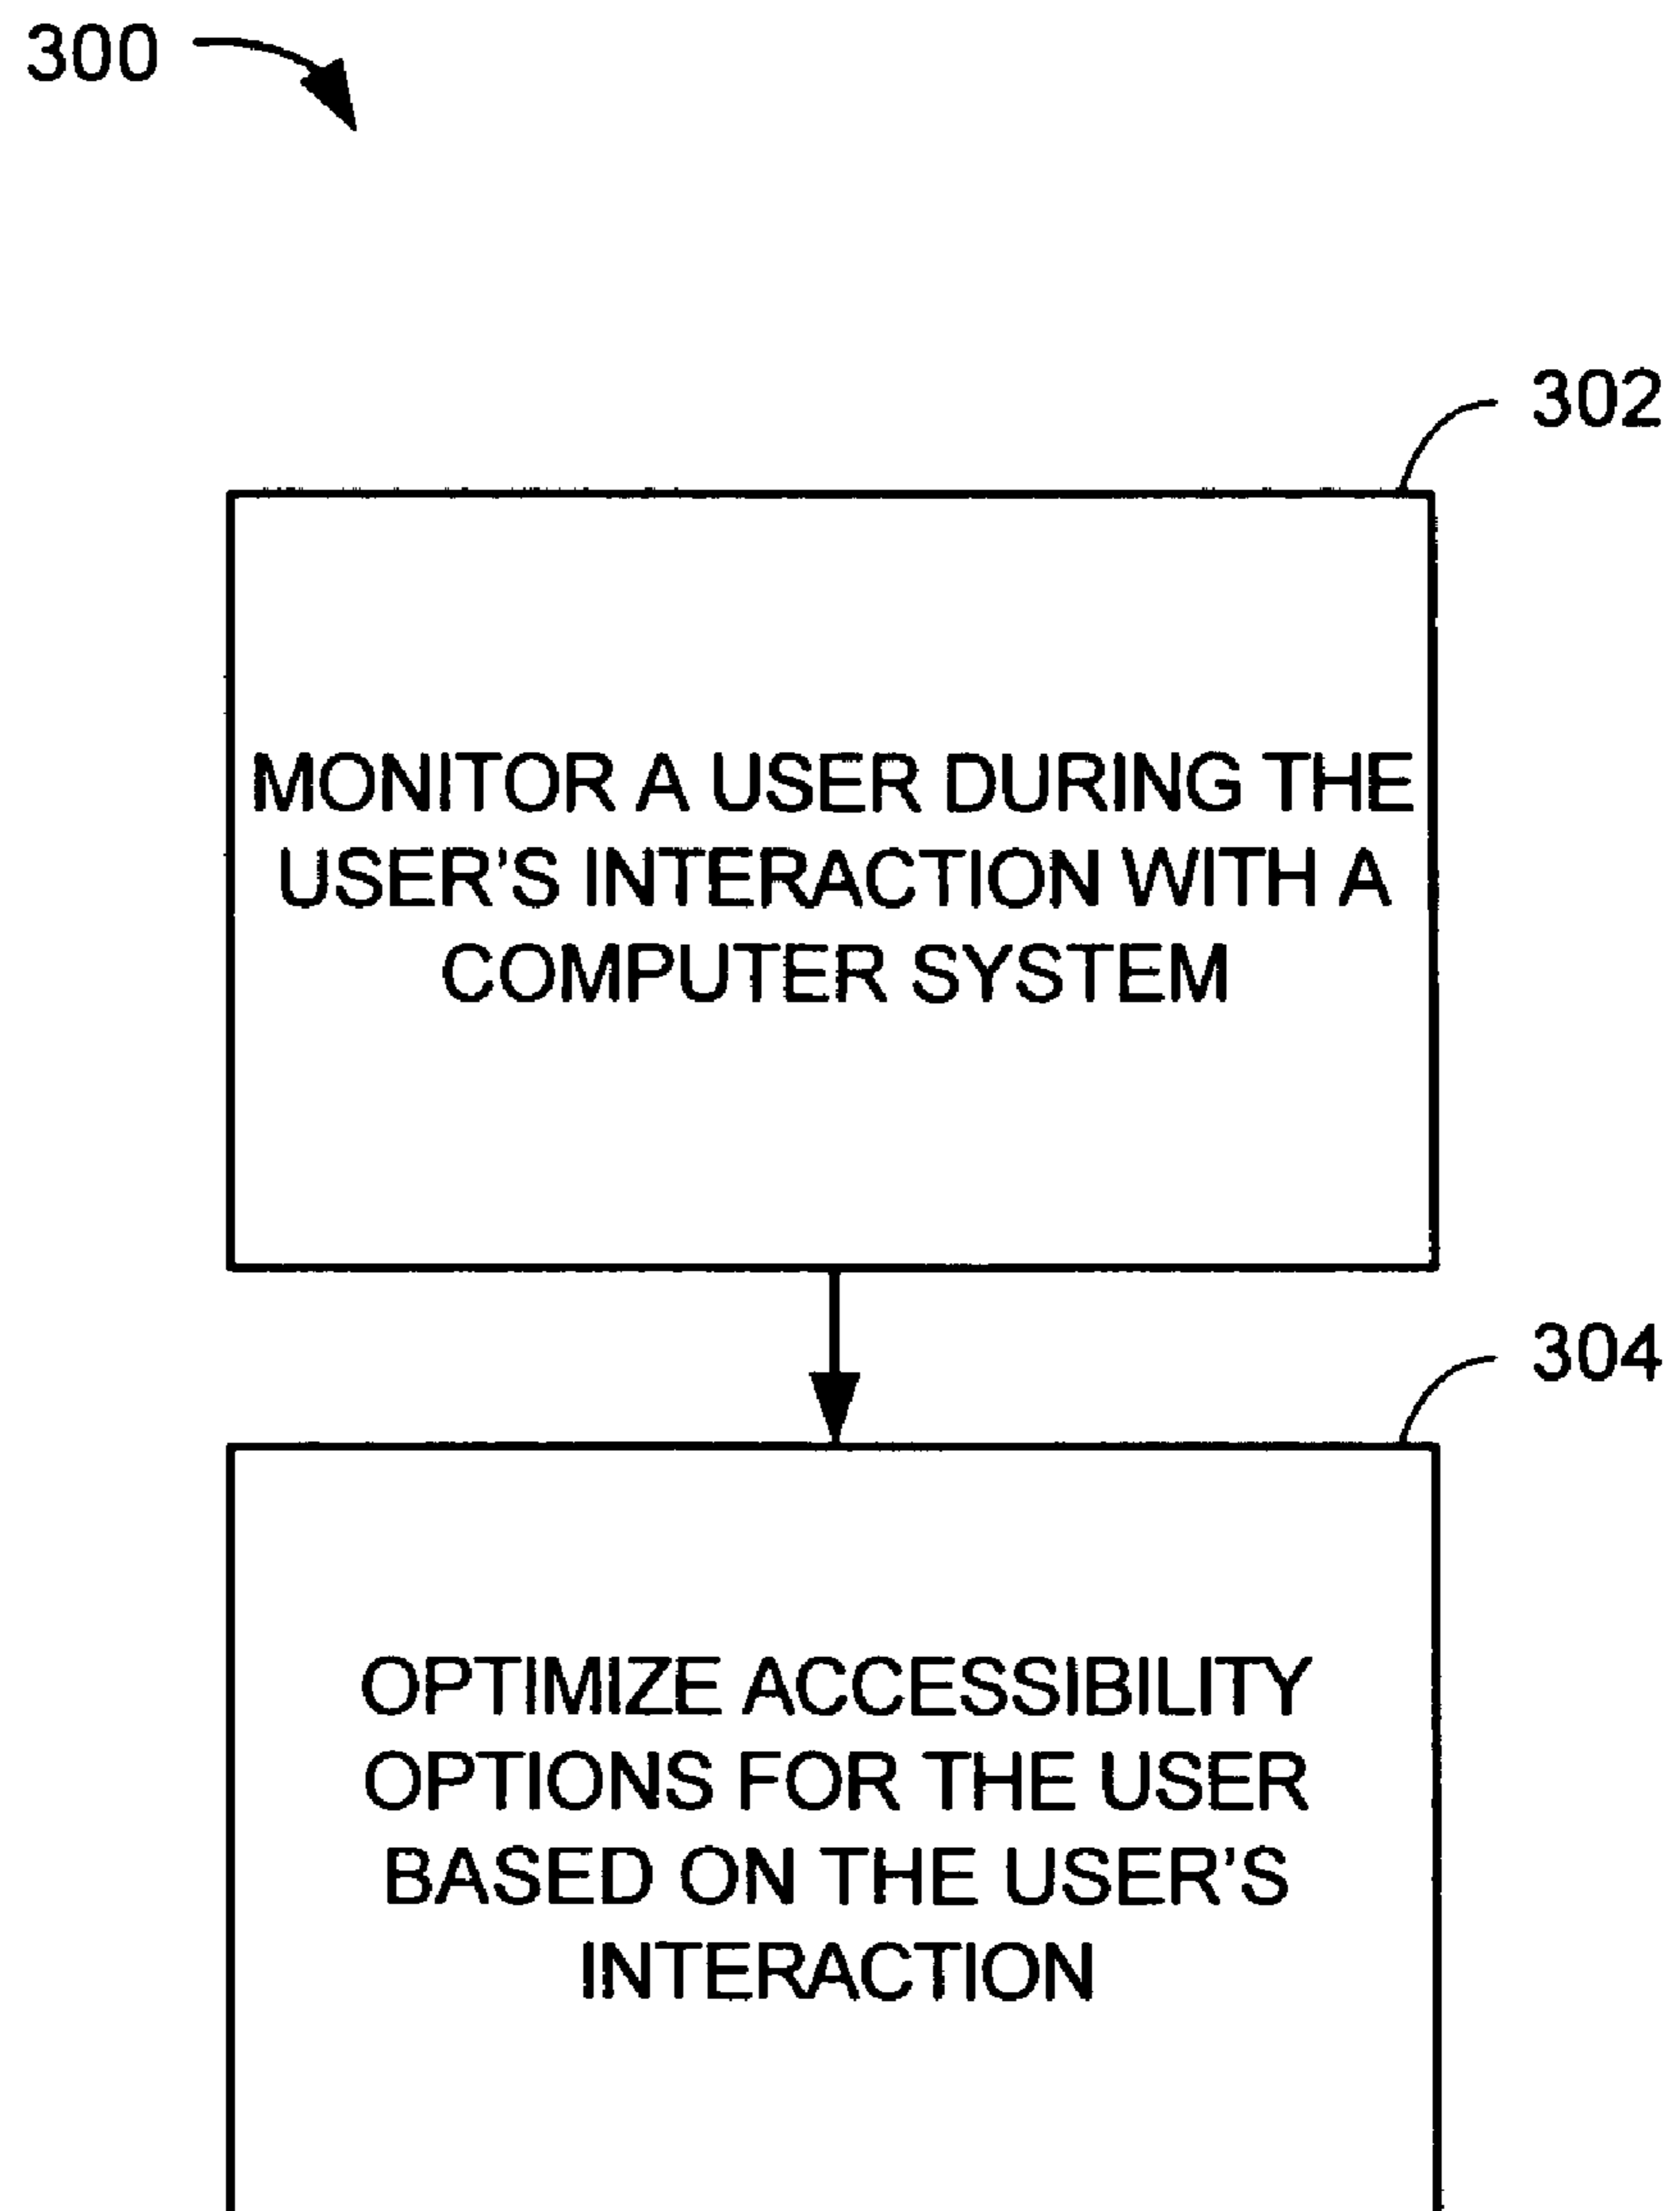 300
302
MONITOR A USER DURING THE
USER'S INTERACTION WITH A
COMPUTER SYSTEM
304
OPTIMIZE ACCESSIBILITY
OPTIONS FOR THE USER
BASED ON THE USER'S
INTERACTION